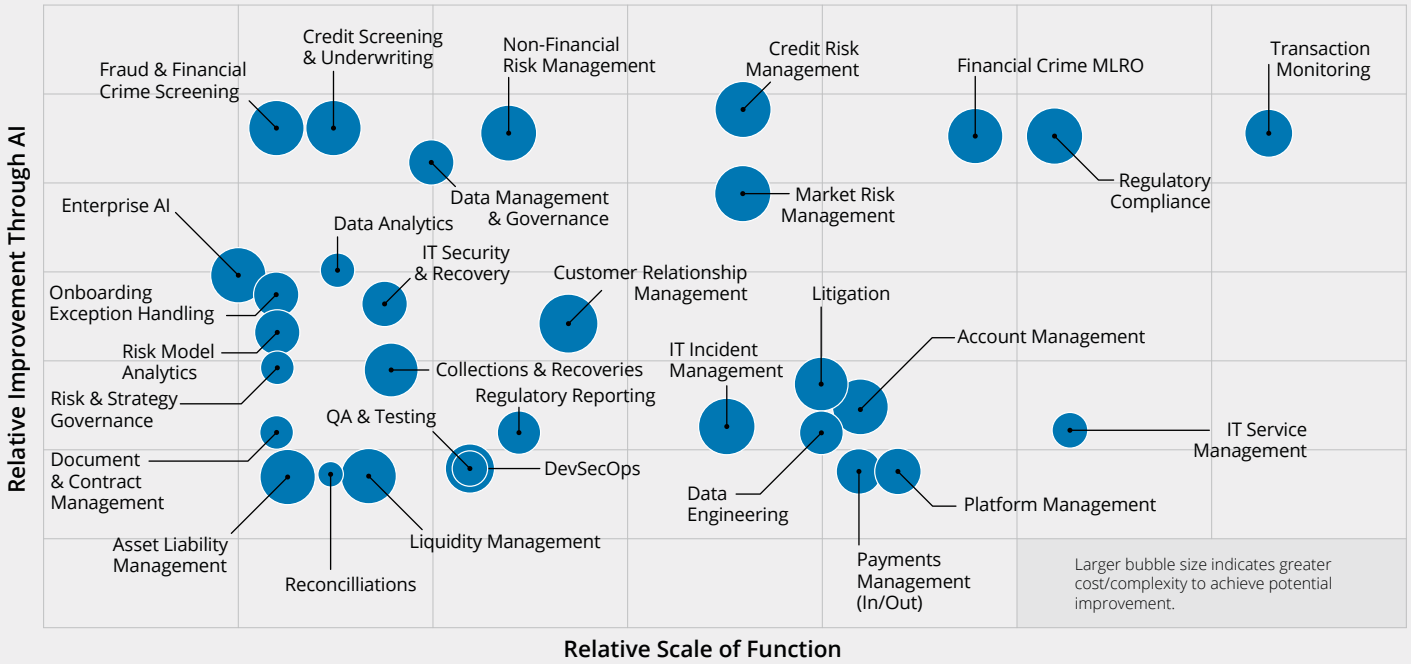 Relative Improvement Through AI
Fraud & Financial
Crime Screening
Credit Screening
& Underwriting
Non-Financial
Risk Management
Credit Risk
Management
Financial Crime MLRO
Transaction
Monitoring
Data Management
& Governance
Market Risk
Management
Regulatory
Compliance
Enterprise AI
Data Analytics
IT Security
& Recovery
Customer Relationship
Management
Onboarding
Exception Handling
Litigation
Account Management
Risk Model
Analytics
Collections & Recoveries
IT Incident
Management
Risk & Strategy
Governance
QA & Testing
Regulatory Reporting
IT Service
Management
Document
& Contract
Management
DevSecOps
Data
Engineering
Platform Management
Asset Liability
Management
Reconcilliations
Liquidity Management
Payments
Management
(In/Out)
Larger bubble size indicates greater
cost/complexity to achieve potential
improvement.
Relative Scale of Function